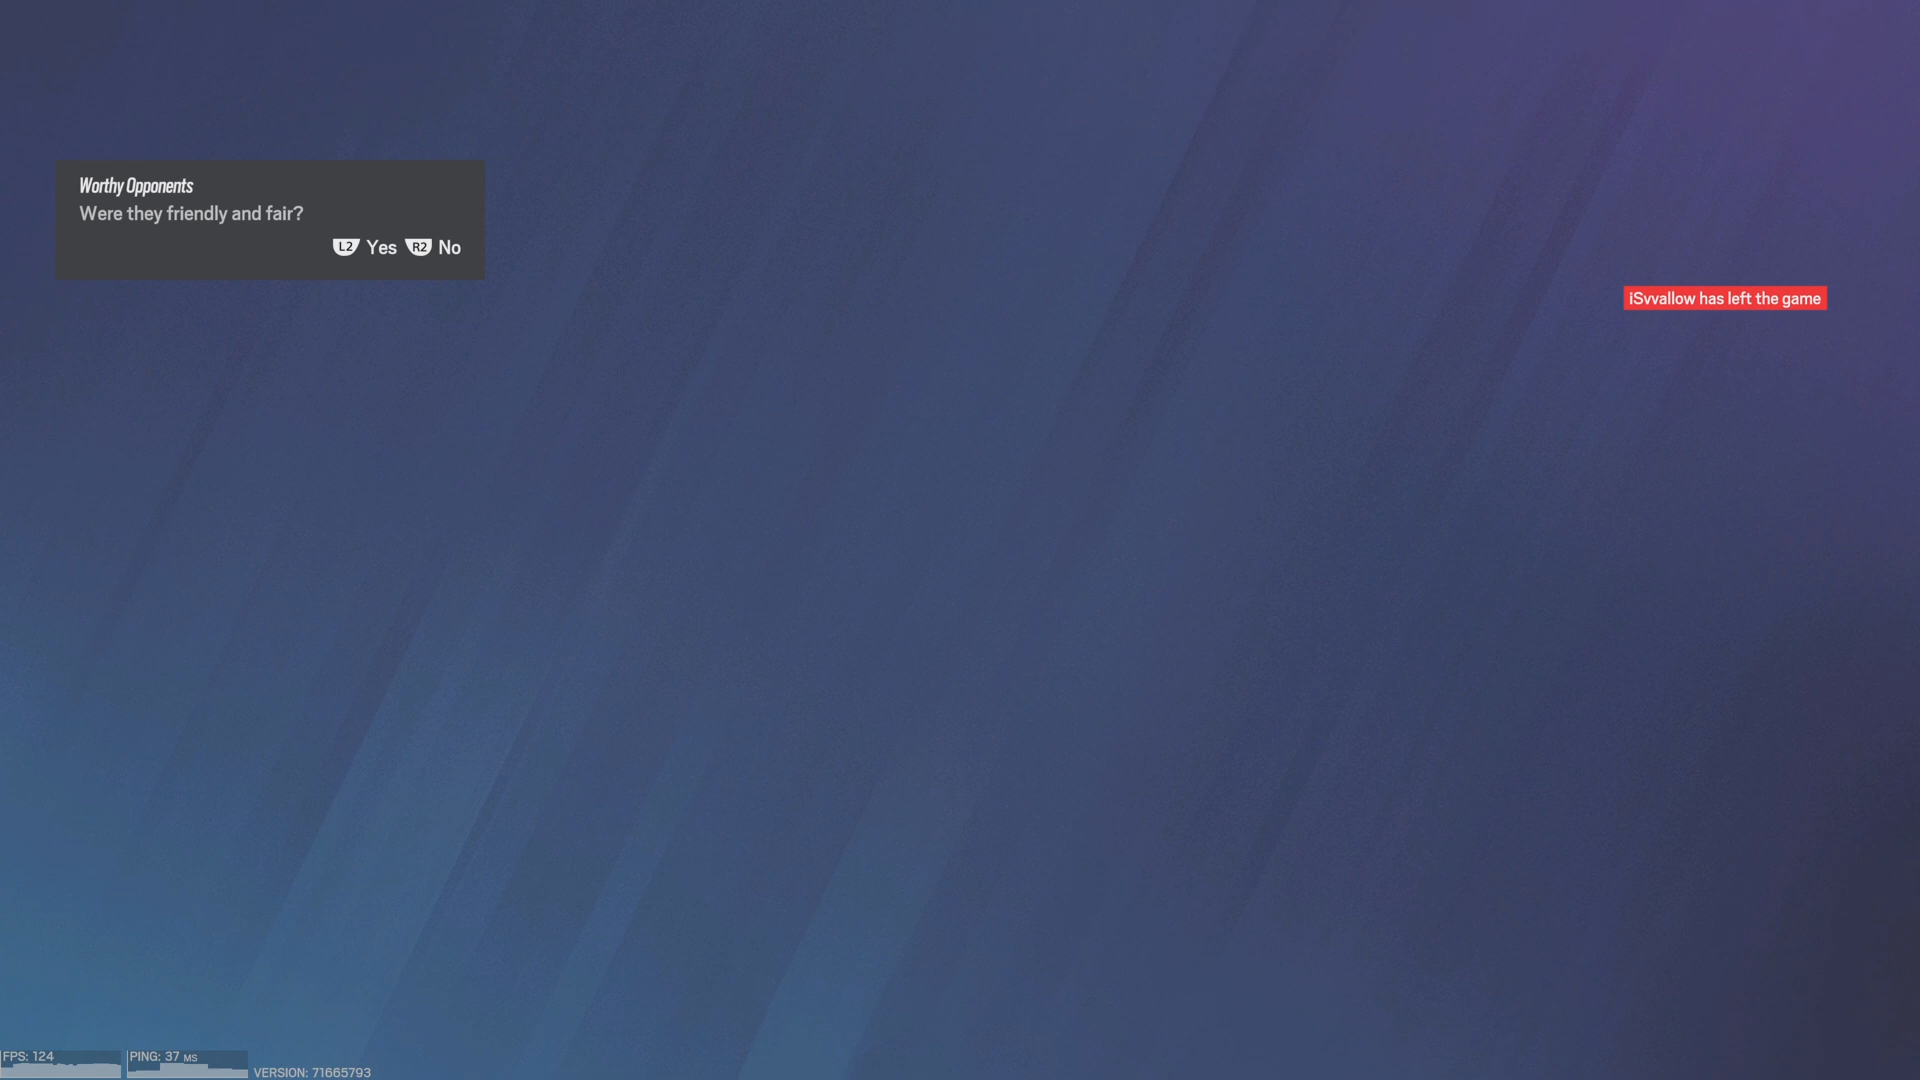 Worthy Opponents
Were they friendly and fair?
L2 Yes R2 No
iSvvallow has left the game
FPS: 124
PING: 37 MS
VERSION: 71665793